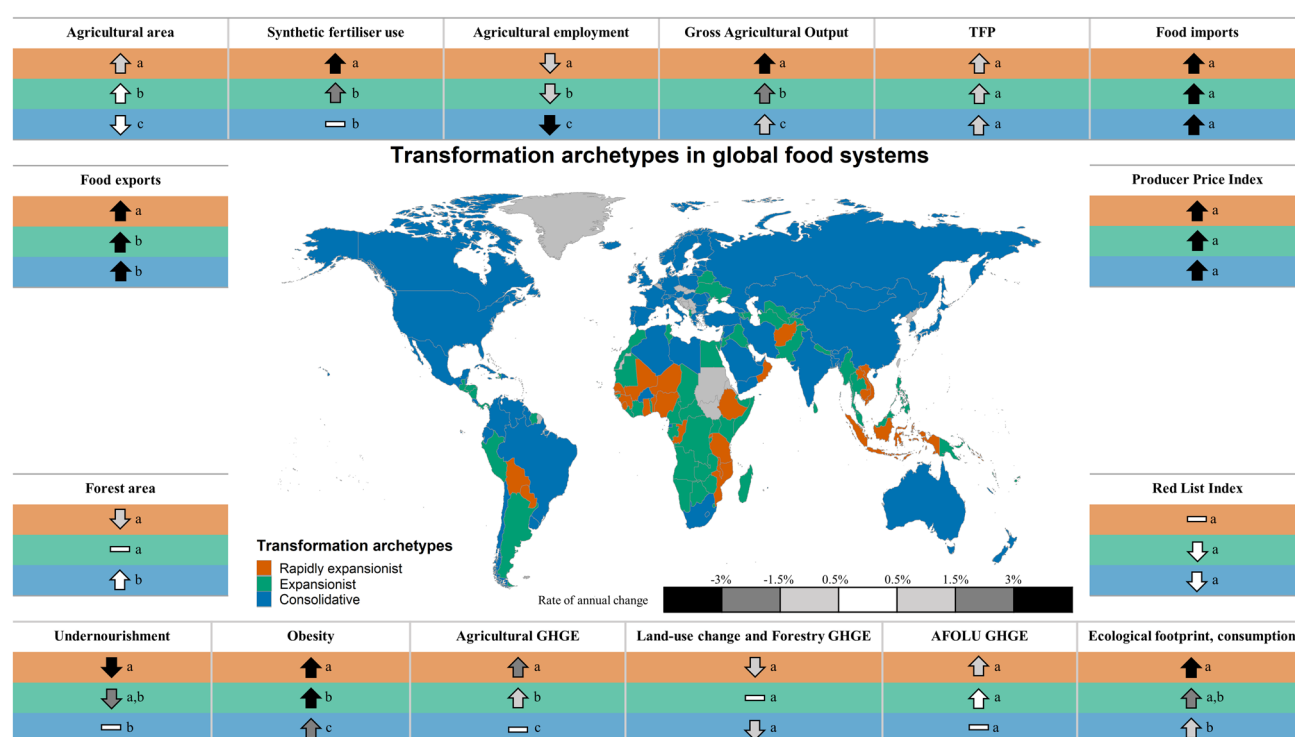 Agricultural area Synthetic fertiliser use Agricultural employment Gross Agricultural Output TFP Food imports
a a a a a a
b b b b a a
c b c c a a
Transformation archetypes in global food systems
Food exports
a
b
b
Producer Price Index
a
a
a
Forest area
a
a
b
Red List Index
a
a
a
Transformation archetypes
Rapidly expansionist
Expansionist
Consolidative
-3% -1.5% 0.5% 0.5% 1.5% 3%
Rate of annual change
Undernourishment Obesity Agricultural GHGE Land-use change and Forestry GHGE AFOLU GHGE Ecological footprint, consumption
a a a a a a
a,b b b a a a,b
b c c a a b